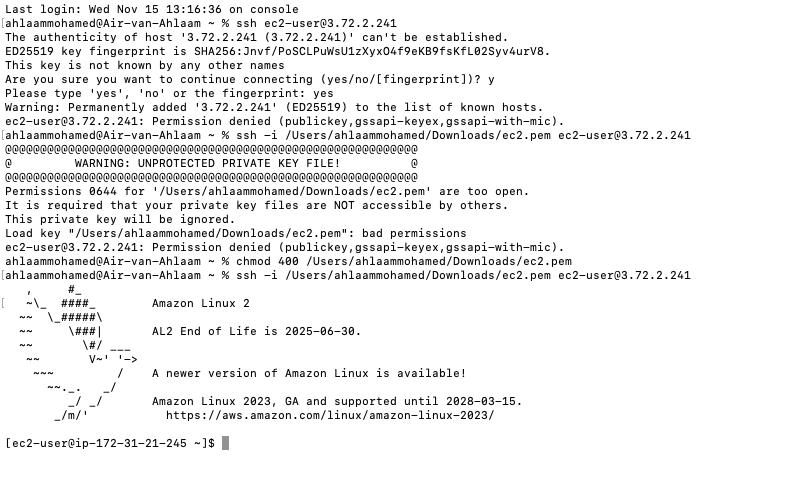 Last login: Wed Nov 15 13:16:36 on console
[ahlaammohamed@Air-van-Ahlaam ~ % ssh ec2-user@3.72.2.241
The authenticity of host '3.72.2.241 (3.72.2.241)' can't be established.
ED25519 key fingerprint is SHA256:Jnvf/PoSCLPuWsU1zXyxO4f9eKB9fsKfL02Syv4urV8.
This key is not known by any other names
Are you sure you want to continue connecting (yes/no/[fingerprint])? y
Please type 'yes', 'no' or the fingerprint: yes
Warning: Permanently added '3.72.2.241' (ED25519) to the list of known hosts.
ec2-user@3.72.2.241: Permission denied (publickey,gssapi-keyex,gssapi-with-mic).
[ahlaammohamed@Air-van-Ahlaam ~ % ssh -i /Users/ahlaammohamed/Downloads/ec2.pem ec2-user@3.72.2.241
@@@@@@@@@@@@@@@@@@@@@@@@@@@@@@@@@@@@@@@@@@@@@@@@@@@@@@@@@@@
@         WARNING: UNPROTECTED PRIVATE KEY FILE!          @
@@@@@@@@@@@@@@@@@@@@@@@@@@@@@@@@@@@@@@@@@@@@@@@@@@@@@@@@@@@
Permissions 0644 for '/Users/ahlaammohamed/Downloads/ec2.pem' are too open.
It is required that your private key files are NOT accessible by others.
This private key will be ignored.
Load key "/Users/ahlaammohamed/Downloads/ec2.pem": bad permissions
ec2-user@3.72.2.241: Permission denied (publickey,gssapi-keyex,gssapi-with-mic).
ahlaammohamed@Air-van-Ahlaam ~ % chmod 400 /Users/ahlaammohamed/Downloads/ec2.pem
[ahlaammohamed@Air-van-Ahlaam ~ % ssh -i /Users/ahlaammohamed/Downloads/ec2.pem ec2-user@3.72.2.241
   ,     #_
[  ~\_  ####_        Amazon Linux 2
  ~~  \_#####\
  ~~     \###|       AL2 End of Life is 2025-06-30.
  ~~       \#/ ___
   ~~       V~' '->
    ~~~         /    A newer version of Amazon Linux is available!
      ~~._.   _/
         _/ _/       Amazon Linux 2023, GA and supported until 2028-03-15.
       _/m/'           https://aws.amazon.com/linux/amazon-linux-2023/
[ec2-user@ip-172-31-21-245 ~]$